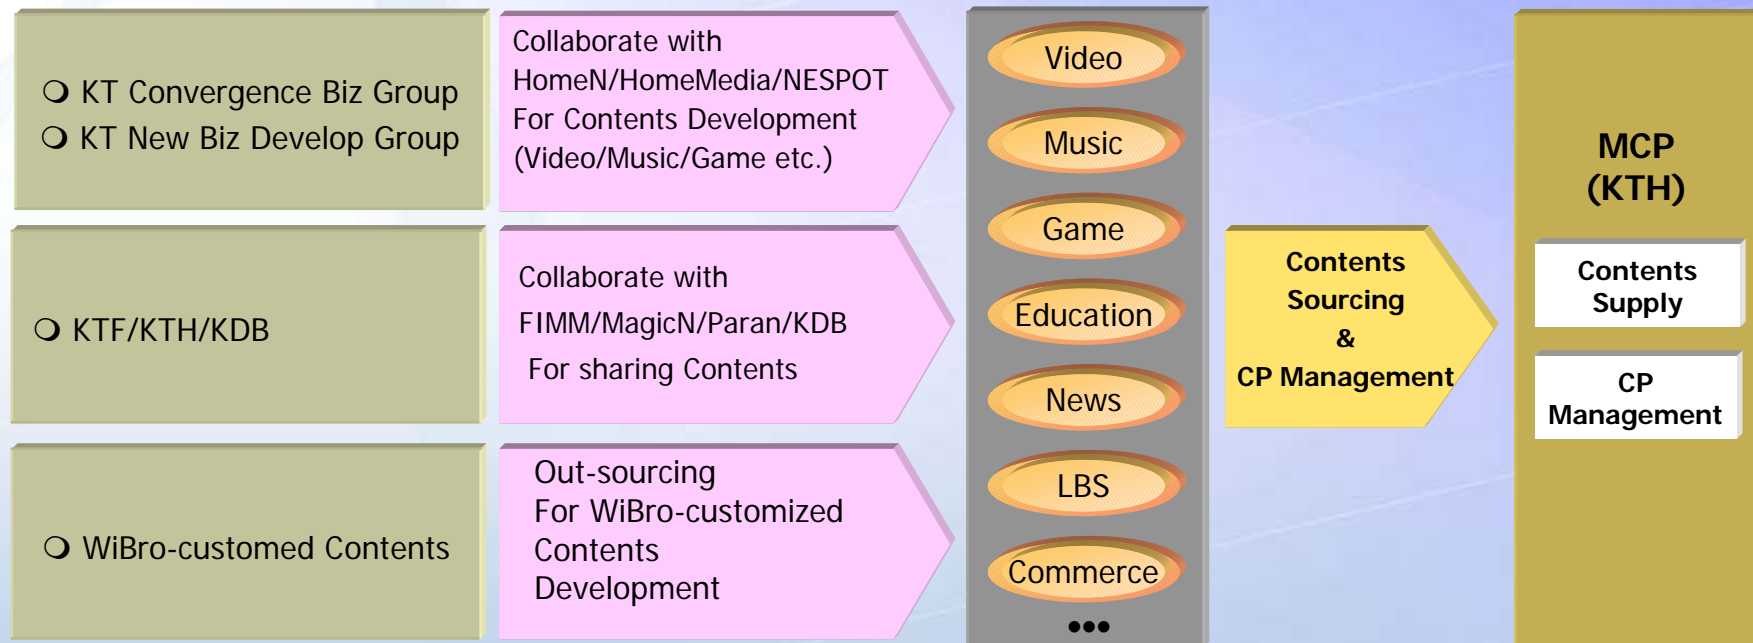 ❍ KT Convergence Biz Group
❍ KT New Biz Develop Group
Collaborate with
HomeN/HomeMedia/NESPOT
For Contents Development
(Video/Music/Game etc.)
❍ KTF/KTH/KDB
Collaborate with
FIMM/MagicN/Paran/KDB
For sharing Contents
❍ WiBro-customed Contents
Out-sourcing
For WiBro-customized
Contents
Development
Video
Music
Game
Education
News
LBS
Commerce
•••
Contents
Sourcing
&
CP Management
MCP
(KTH)
Contents
Supply
CP
Management